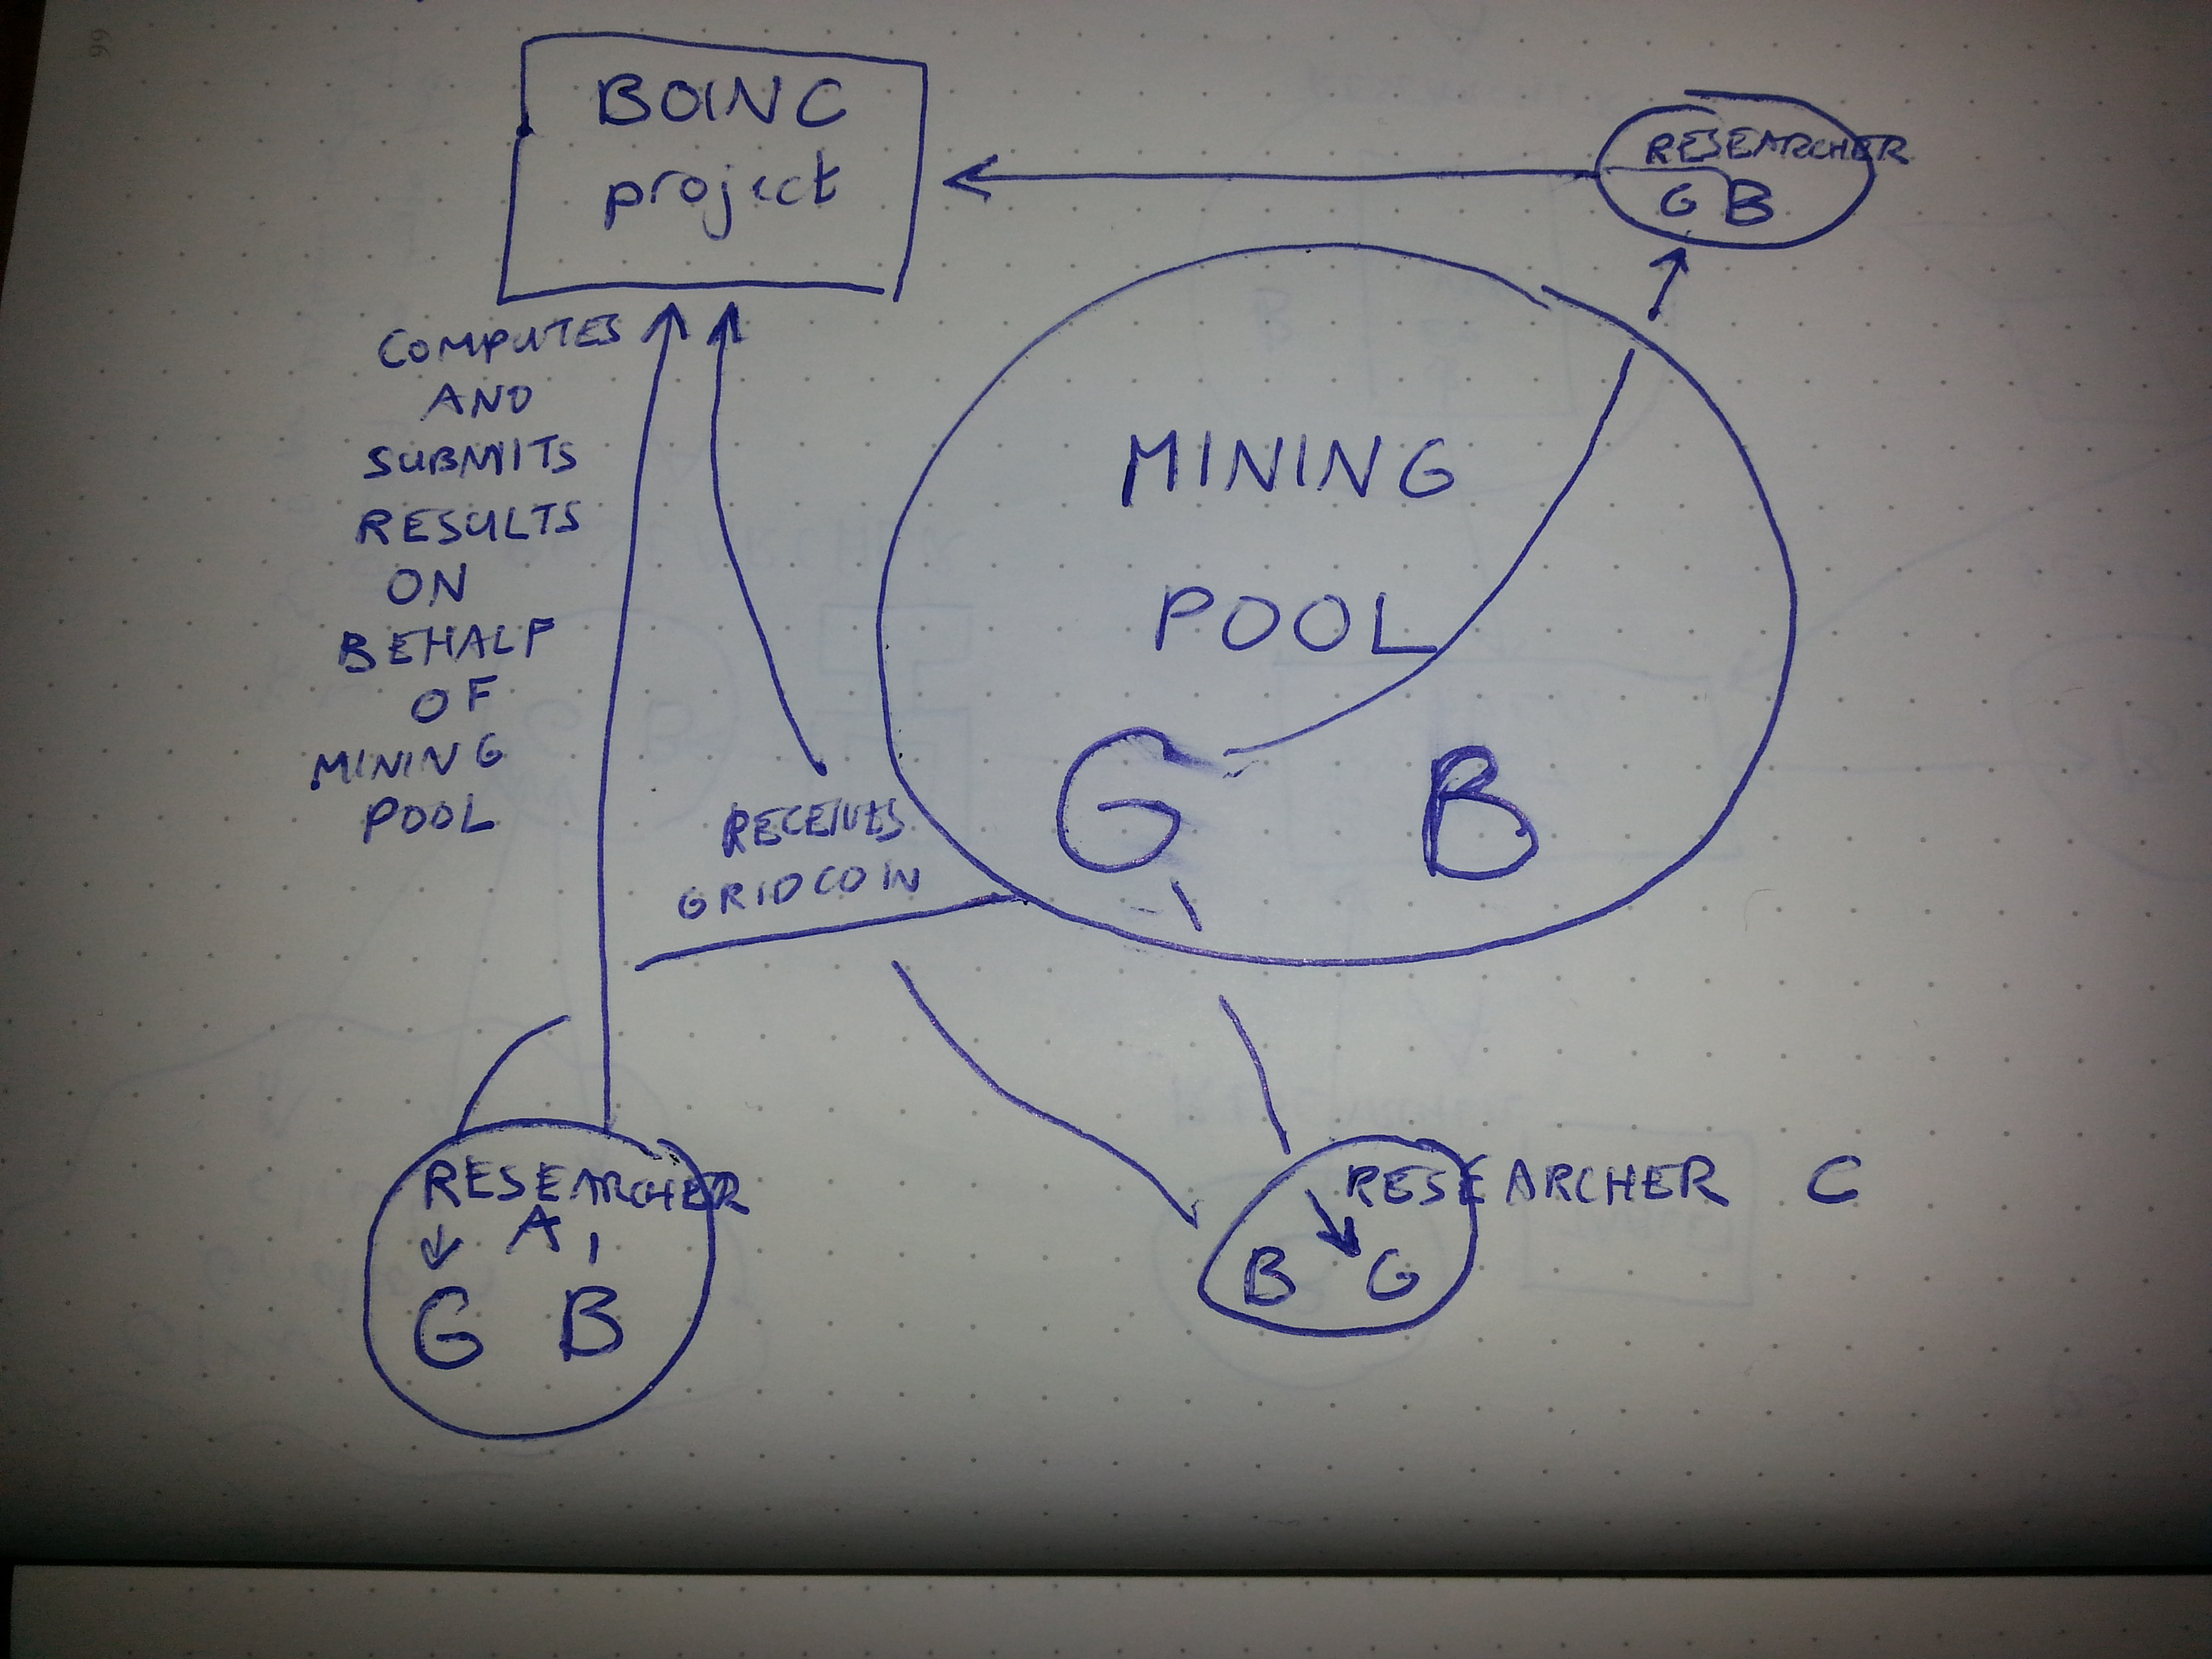 BOINC
project
RESEARCHER
G B
COMPUTES
AND
SUBMITS
RESULTS
ON
BEHALF
OF
MINING
POOL
MINING
POOL
G B
RECEIVES
GRIDCOIN
RESEARCHER
A
G B
RESEARCHER C
B G